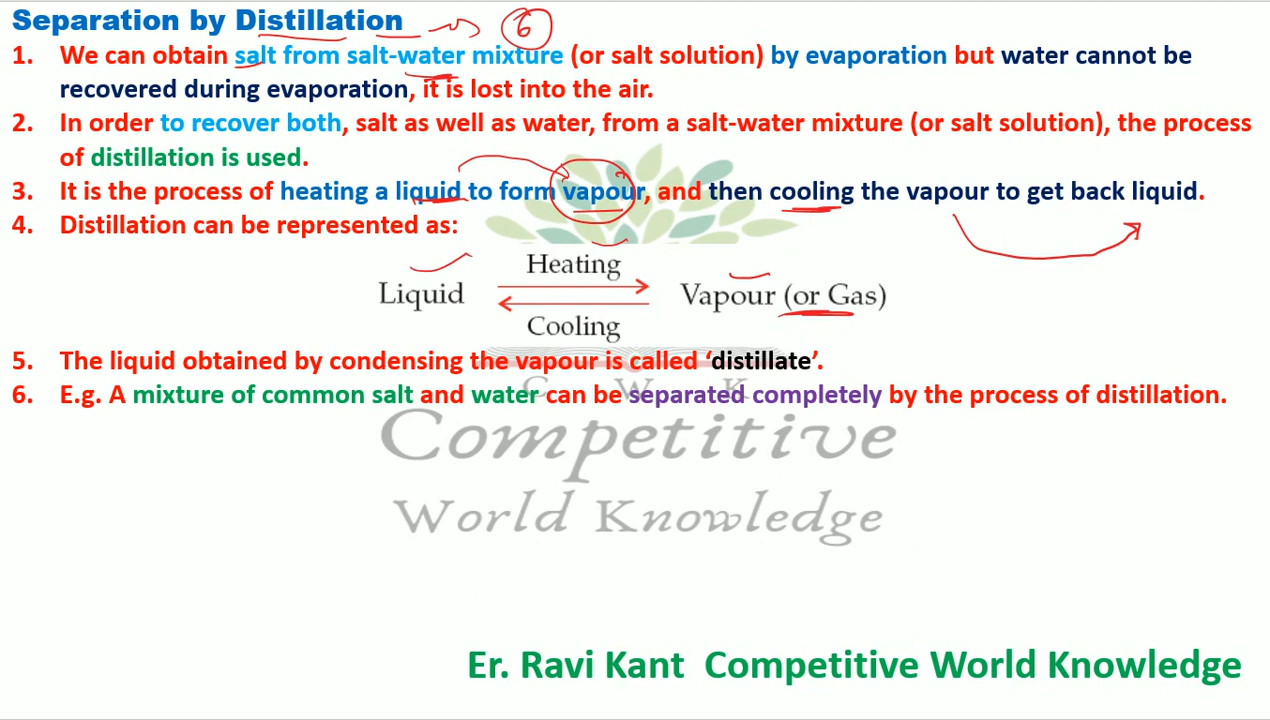 Separation by Distillation 6
1. We can obtain salt from salt-water mixture (or salt solution) by evaporation but water cannot be
recovered during evaporation, it is lost into the air.
2. In order to recover both, salt as well as water, from a salt-water mixture (or salt solution), the process
of distillation is used.
3. It is the process of heating a liquid to form vapour, and then cooling the vapour to get back liquid.
4. Distillation can be represented as:
Heating
Liquid Vapour (or Gas)
Cooling
5. The liquid obtained by condensing the vapour is called ‘distillate’.
C W K
6. E.g. A mixture of common salt and water can be separated completely by the process of distillation.
Competitive
World Knowledge
Er. Ravi Kant Competitive World Knowledge